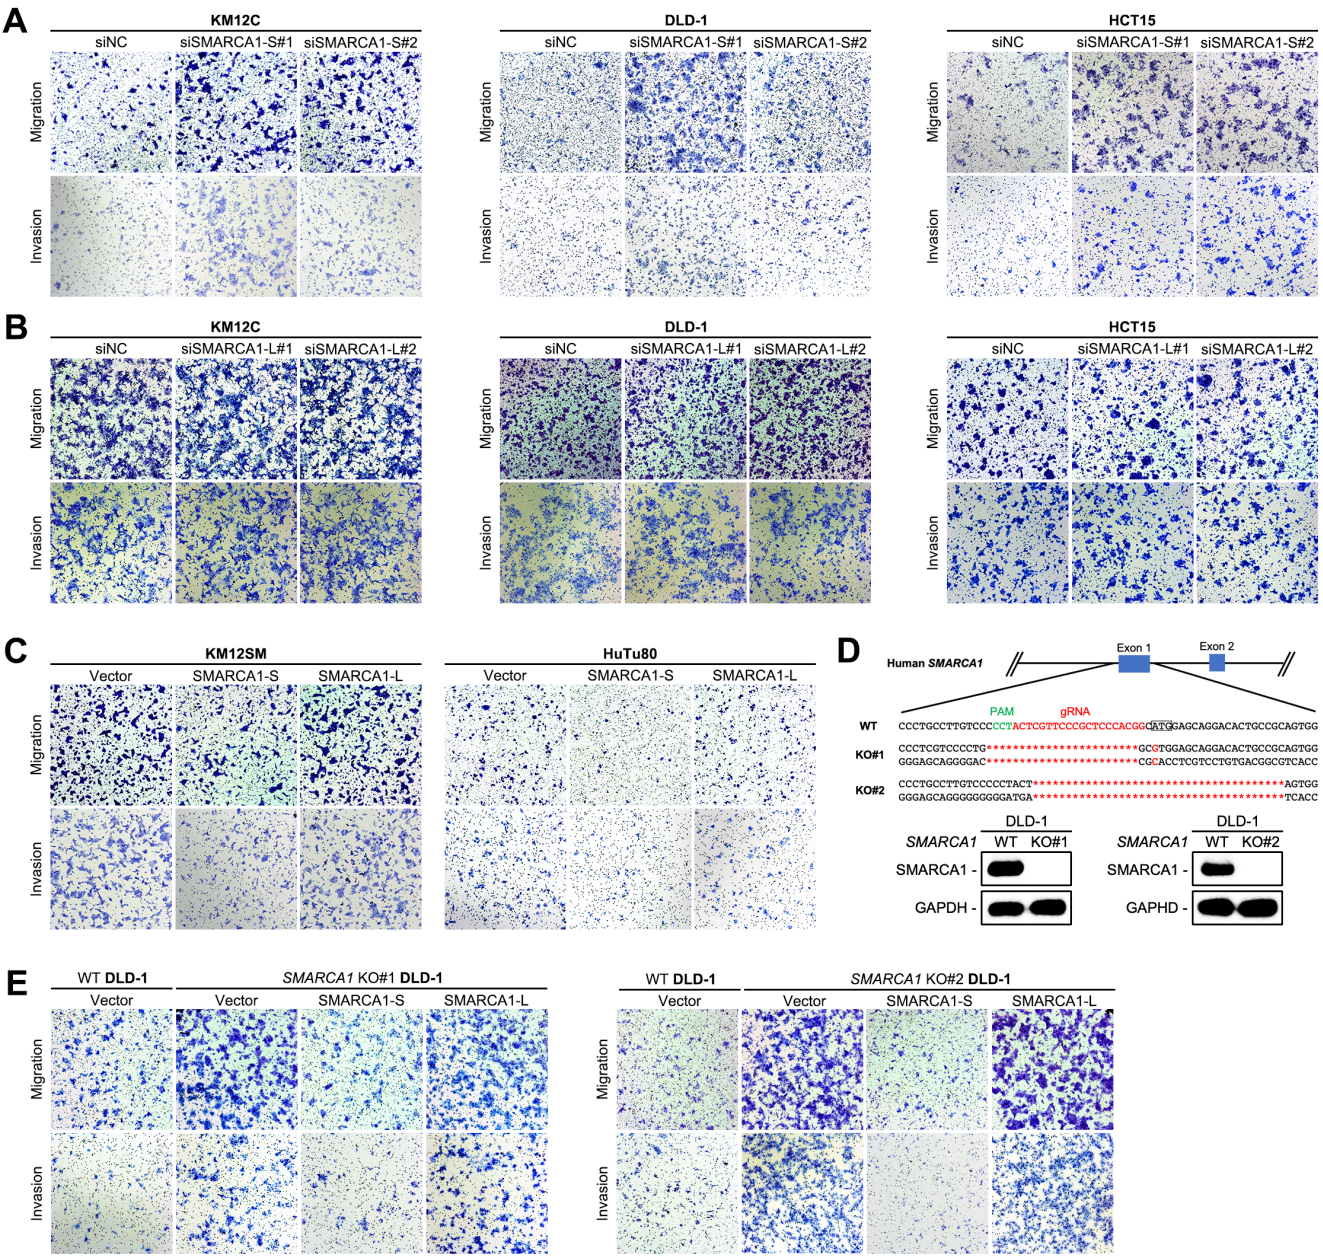 A
KM12C
DLD-1
HCT15
siNC siSMARCA1-S#1 siSMARCA1-S#2
siNC siSMARCA1-S#1 siSMARCA1-S#2
siNC siSMARCA1-S#1 siSMARCA1-S#2
Migration
Migration
Migration
Invasion
Invasion
Invasion
B
KM12C
DLD-1
HCT15
siNC siSMARCA1-L#1 siSMARCA1-L#2
siNC siSMARCA1-L#1 siSMARCA1-L#2
siNC siSMARCA1-L#1 siSMARCA1-L#2
Migration
Migration
Migration
Invasion
Invasion
Invasion
C
KM12SM
HuTu80
Vector SMARCA1-S SMARCA1-L
Vector SMARCA1-S SMARCA1-L
Migration
Migration
Invasion
Invasion
D
Human SMARCA1
Exon 1
Exon 2
PAM gRNA
WT CCCTGCCTTGTCCCCCTACTCGTTCCCGCTCCCACGGCATGGAGCAGGACACTGCCGCAGTGG
KO#1
CCCTCGTCCCCTG***********************GCGTGGAGCAGGACACTGCCGCAGTGG
GGGAGCAGGGGAC***********************CGCACCTCGTCCTGTGACGGCGTCACC
KO#2
CCCTGCCTTGTCCCCCTACT**************************************AGTGG
GGGAGCAGGGGGGGGGATGA**************************************TCACC
DLD-1
SMARCA1 WT KO#1
SMARCA1 -
GAPDH -
DLD-1
SMARCA1 WT KO#2
SMARCA1 -
GAPHD -
E
WT DLD-1
SMARCA1 KO#1 DLD-1
Vector Vector SMARCA1-S SMARCA1-L
Migration
Invasion
WT DLD-1
SMARCA1 KO#2 DLD-1
Vector Vector SMARCA1-S SMARCA1-L
Migration
Invasion